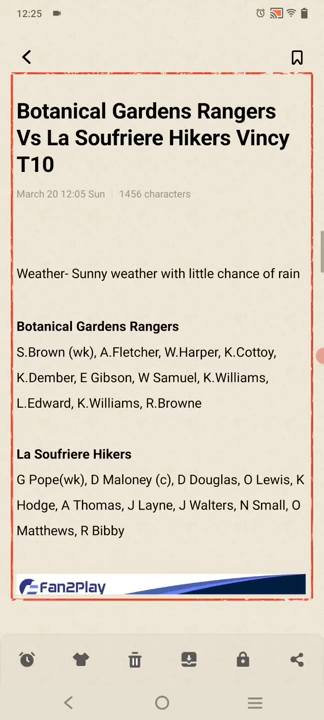 12:25
Botanical Gardens Rangers
Vs La Soufriere Hikers Vincy
T10
March 20 12:05 Sun | 1456 characters
Weather- Sunny weather with little chance of rain
Botanical Gardens Rangers
S.Brown (wk), A.Fletcher, W.Harper, K.Cottoy,
K.Dember, E Gibson, W Samuel, K.Williams,
L.Edward, K.Williams, R.Browne
La Soufriere Hikers
G Pope(wk), D Maloney (c), D Douglas, O Lewis, K
Hodge, A Thomas, J Layne, J Walters, N Small, O
Matthews, R Bibby
Fan2Play